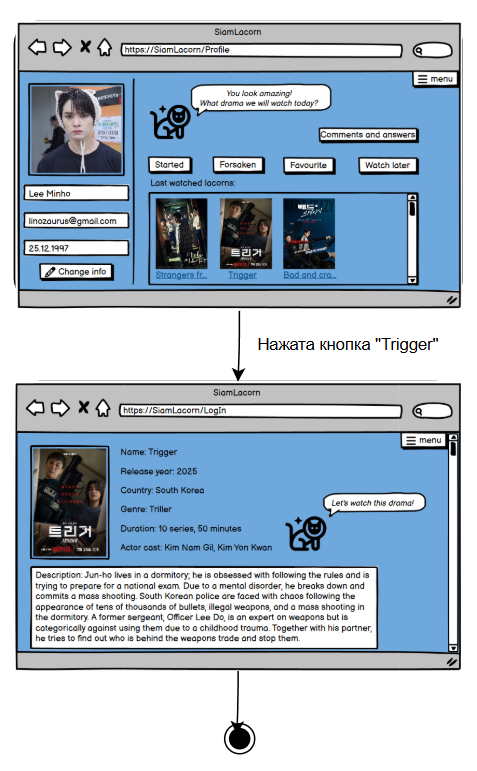 SiamLacorn
https://SiamLacorn/Profile
menu
You look amazing!
What drama we will watch today?
Comments and answers
Started
Forsaken
Favourite
Watch later
Lee Minho
linozaurus@gmail.com
25.12.1997
Change info
Last watched lacorns:
트리거
Strangers fr...
Trigger
Bad and cra...
Нажата кнопка "Trigger"
SiamLacorn
https://SiamLacorn/LogIn
menu
트리거
NETFLIX
Name: Trigger
Release year: 2025
Country: South Korea
Genre: Triller
Duration: 10 series, 50 minutes
Actor cast: Kim Nam Gil, Kim Yon Kwan
Let's watch this drama!
Description: Jun-ho lives in a dormitory; he is obsessed with following the rules and is
trying to prepare for a national exam. Due to a mental disorder, he breaks down and
commits a mass shooting. South Korean police are faced with chaos following the
appearance of tens of thousands of bullets, illegal weapons, and a mass shooting in
the dormitory. A former sergeant, Officer Lee Do, is an expert on weapons but is
categorically against using them due to a childhood trauma. Together with his partner,
he tries to find out who is behind the weapons trade and stop them.